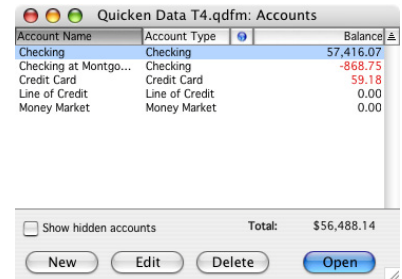 Quicken Data T4.qdfm: Accounts
Account Name Account Type Balance
Checking Checking 57,416.07
Checking at Montgo... Checking -868.75
Credit Card Credit Card 59.18
Line of Credit Line of Credit 0.00
Money Market Money Market 0.00
Show hidden accounts Total: $56,488.14
New Edit Delete Open